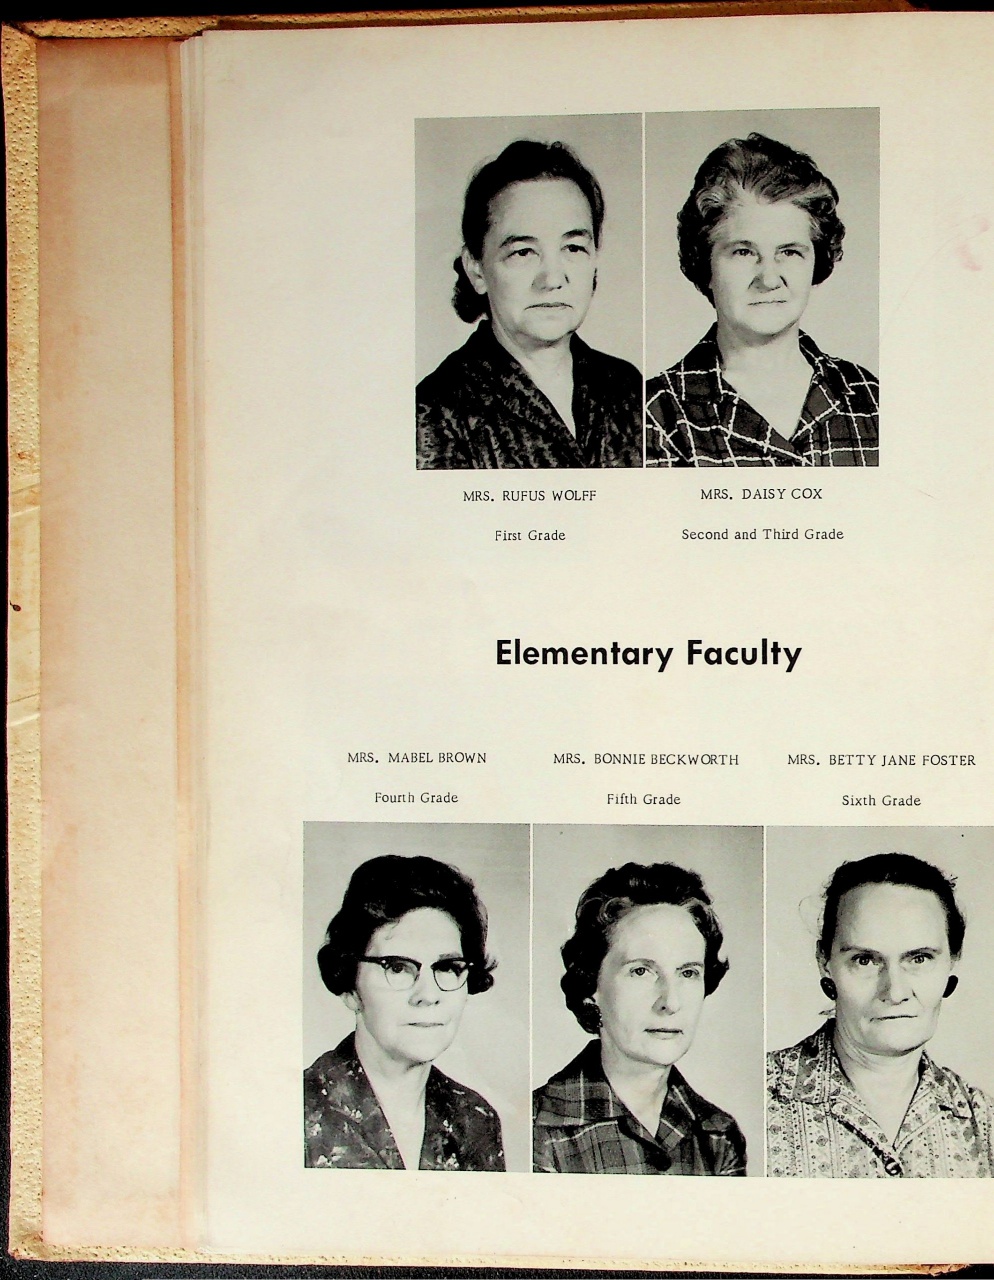 MRS. RUFUS WOLFF
First Grade
MRS. DAISY COX
Second and Third Grade
Elementary Faculty
MRS. MABEL BROWN
Fourth Grade
MRS. BONNIE BECKWORTH
Fifth Grade
MRS. BETTY JANE FOSTER
Sixth Grade